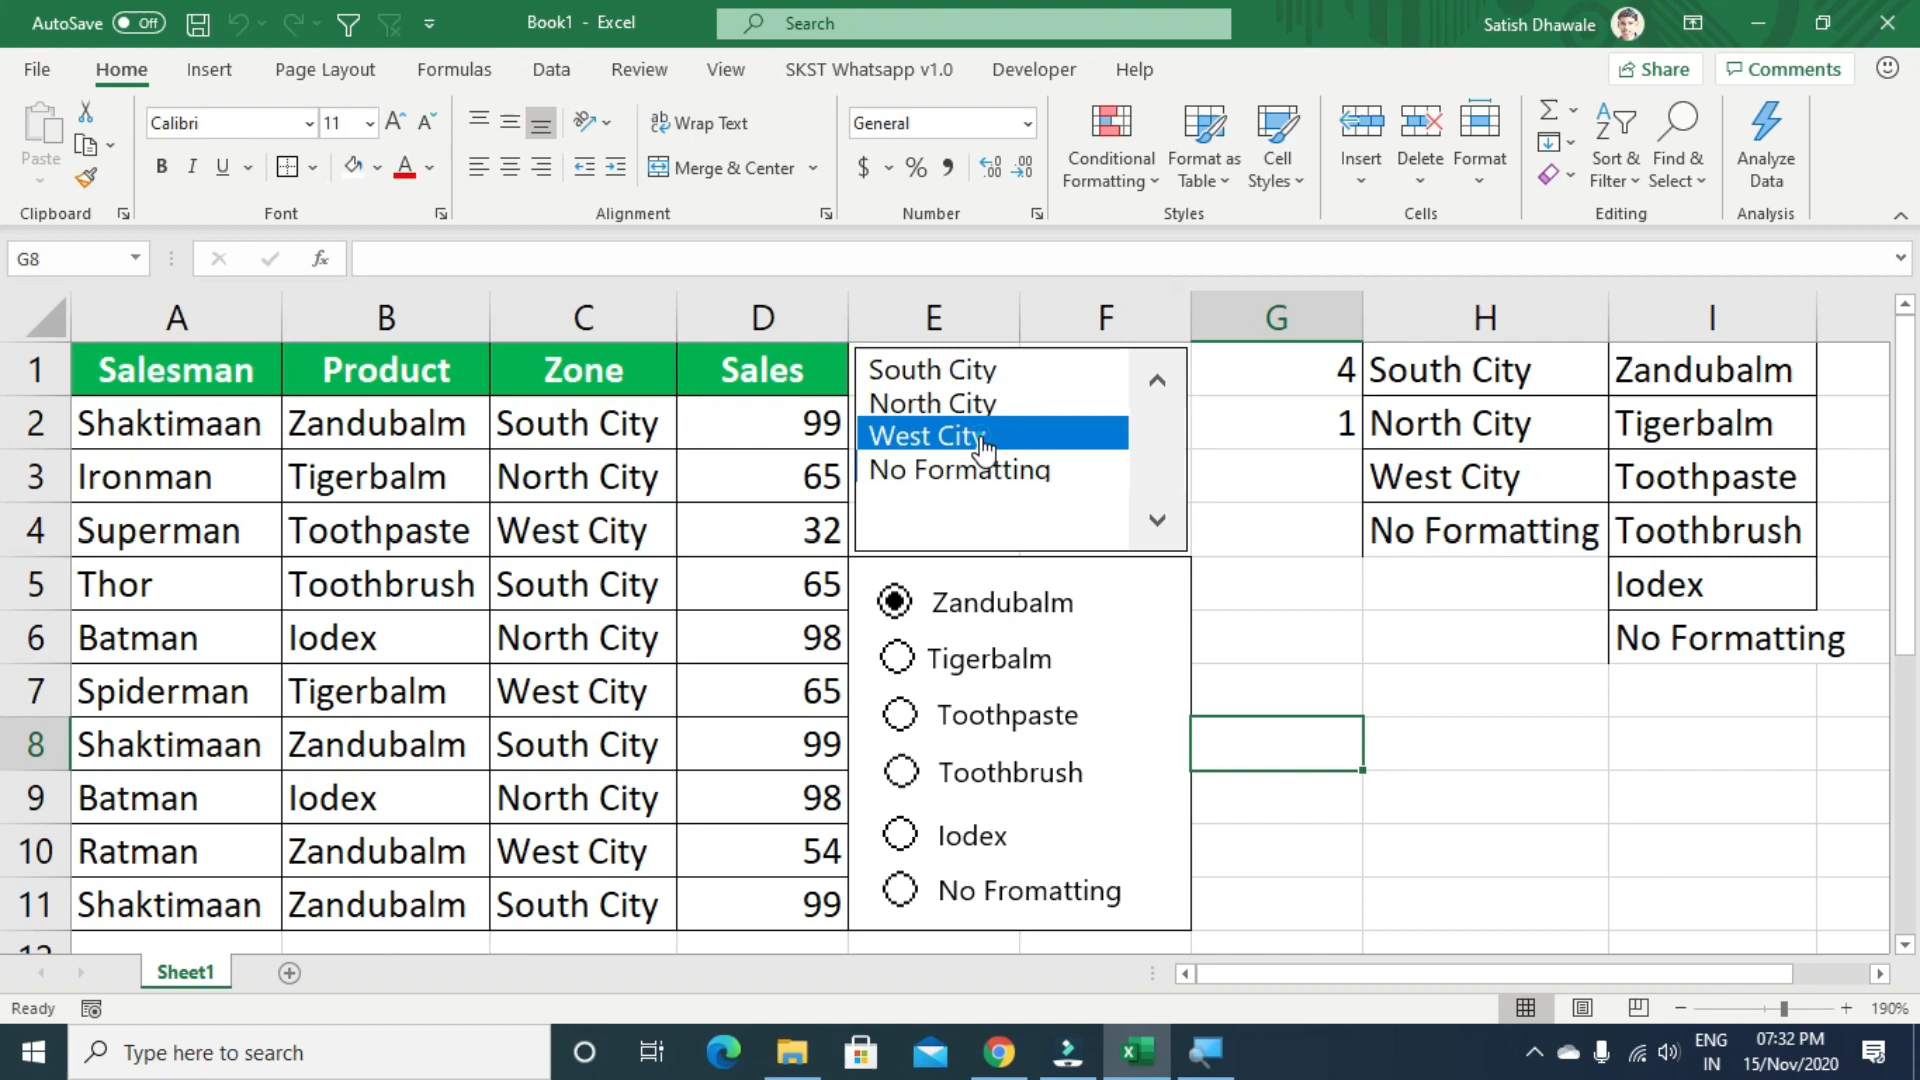 AutoSave Off Book1 - Excel Search Satish Dhawale
File Home Insert Page Layout Formulas Data Review View SKST Whatsapp v1.0 Developer Help Share Comments
Paste
Clipboard
Calibri 11
B I U A
Font
ab Wrap Text
Merge & Center
Alignment
General
$ % ,
Number
Conditional Formatting
Format as Table
Cell Styles
Styles
Insert Delete Format
Cells
Sort & Filter
Find & Select
Editing
Analyze Data
Analysis
G8 fx
A B C D E F G H I
1 Salesman Product Zone Sales 4 South City Zandubalm
2 Shaktimaan Zandubalm South City 99 1 North City Tigerbalm
3 Ironman Tigerbalm North City 65 West City Toothpaste
4 Superman Toothpaste West City 32 No Formatting Toothbrush
5 Thor Toothbrush South City 65 Iodex
6 Batman Iodex North City 98 No Formatting
7 Spiderman Tigerbalm West City 65
8 Shaktimaan Zandubalm South City 99
9 Batman Iodex North City 98
10 Ratman Zandubalm West City 54
11 Shaktimaan Zandubalm South City 99
12
South City
North City
West City
No Formatting
Zandubalm
Tigerbalm
Toothpaste
Toothbrush
Iodex
No Fromatting
Sheet1
Ready 190%
Type here to search
ENG
IN
07:32 PM
15/Nov/2020